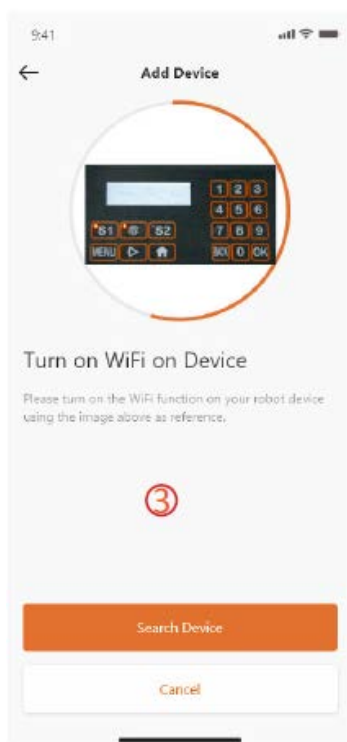 9:41
Add Device
1 2 3
4 5 6
S1 S2 7 8 9
MENU BACK 0 OK
Turn on WiFi on Device
Please turn on the WiFi function on your robot device
using the image above as reference.
③
Search Device
Cancel